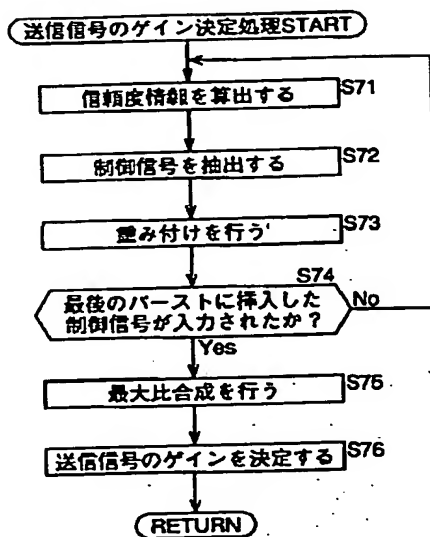 送信信号のゲイン決定処理START
信頼度情報を算出する
S71
制御信号を抽出する
S72
重み付けを行う
S73
S74
最後のバーストに挿入した
制御信号が入力されたか？
No
Yes
最大比合成を行う
S75
送信信号のゲインを決定する
S76
RETURN